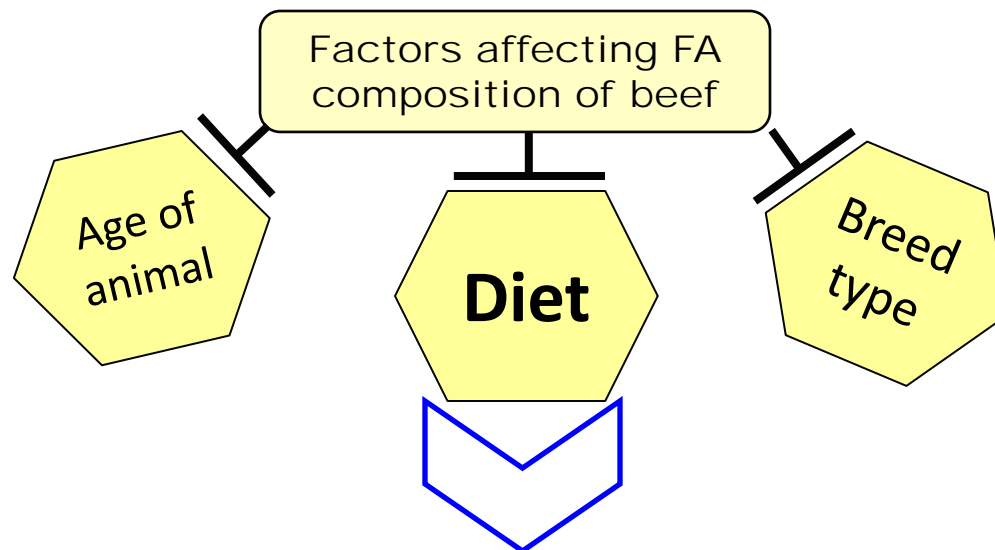 Factors affecting FA
composition of beef
Age of
animal
Diet
Breed
type